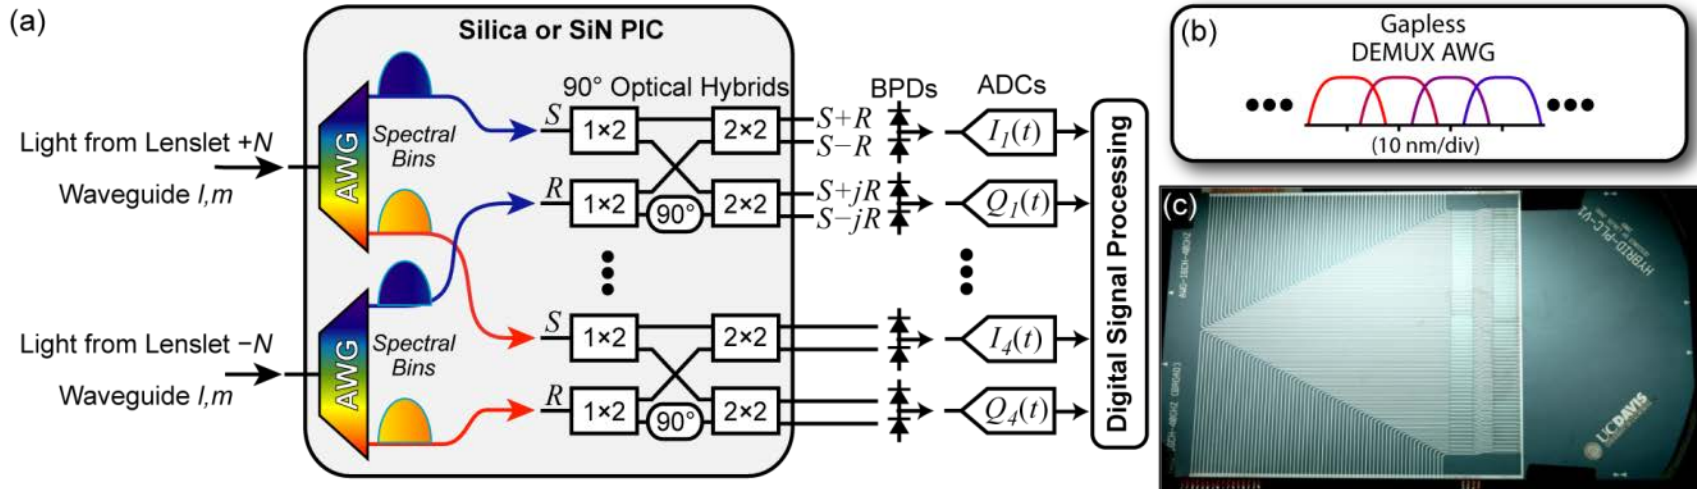 (a)
Silica or SiN PIC
Light from Lenslet +N
Waveguide l,m
AWG
Spectral
Bins
90° Optical Hybrids
S
1×2
2×2
R
1×2
90°
2×2
S+R
S−R
S+jR
S−jR
BPDs
ADCs
I1(t)
Q1(t)
Light from Lenslet −N
Waveguide l,m
AWG
Spectral
Bins
S
1×2
2×2
R
1×2
90°
2×2
I4(t)
Q4(t)
Digital Signal Processing
(b)
Gapless
DEMUX AWG
(10 nm/div)
(c)
HYBRID-PLC-V1
UCDAVIS